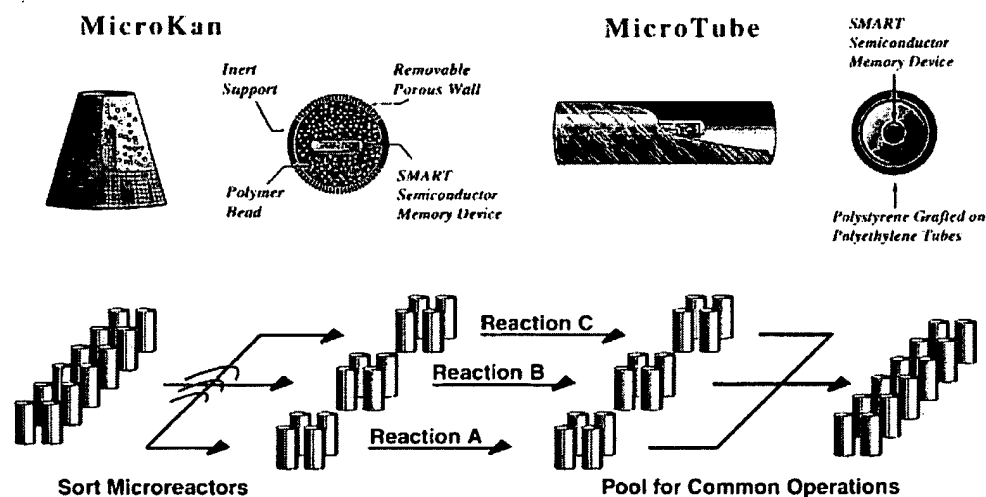 MicroKan
MicroTube
Inert
Support
Removable
Porous Wall
Polymer
Bead
SMART
Semiconductor
Memory Device
SMART
Semiconductor
Memory Device
Polystyrene Grafted on
Polyethylene Tubes
Reaction C
Reaction B
Reaction A
Sort Microreactors
Pool for Common Operations